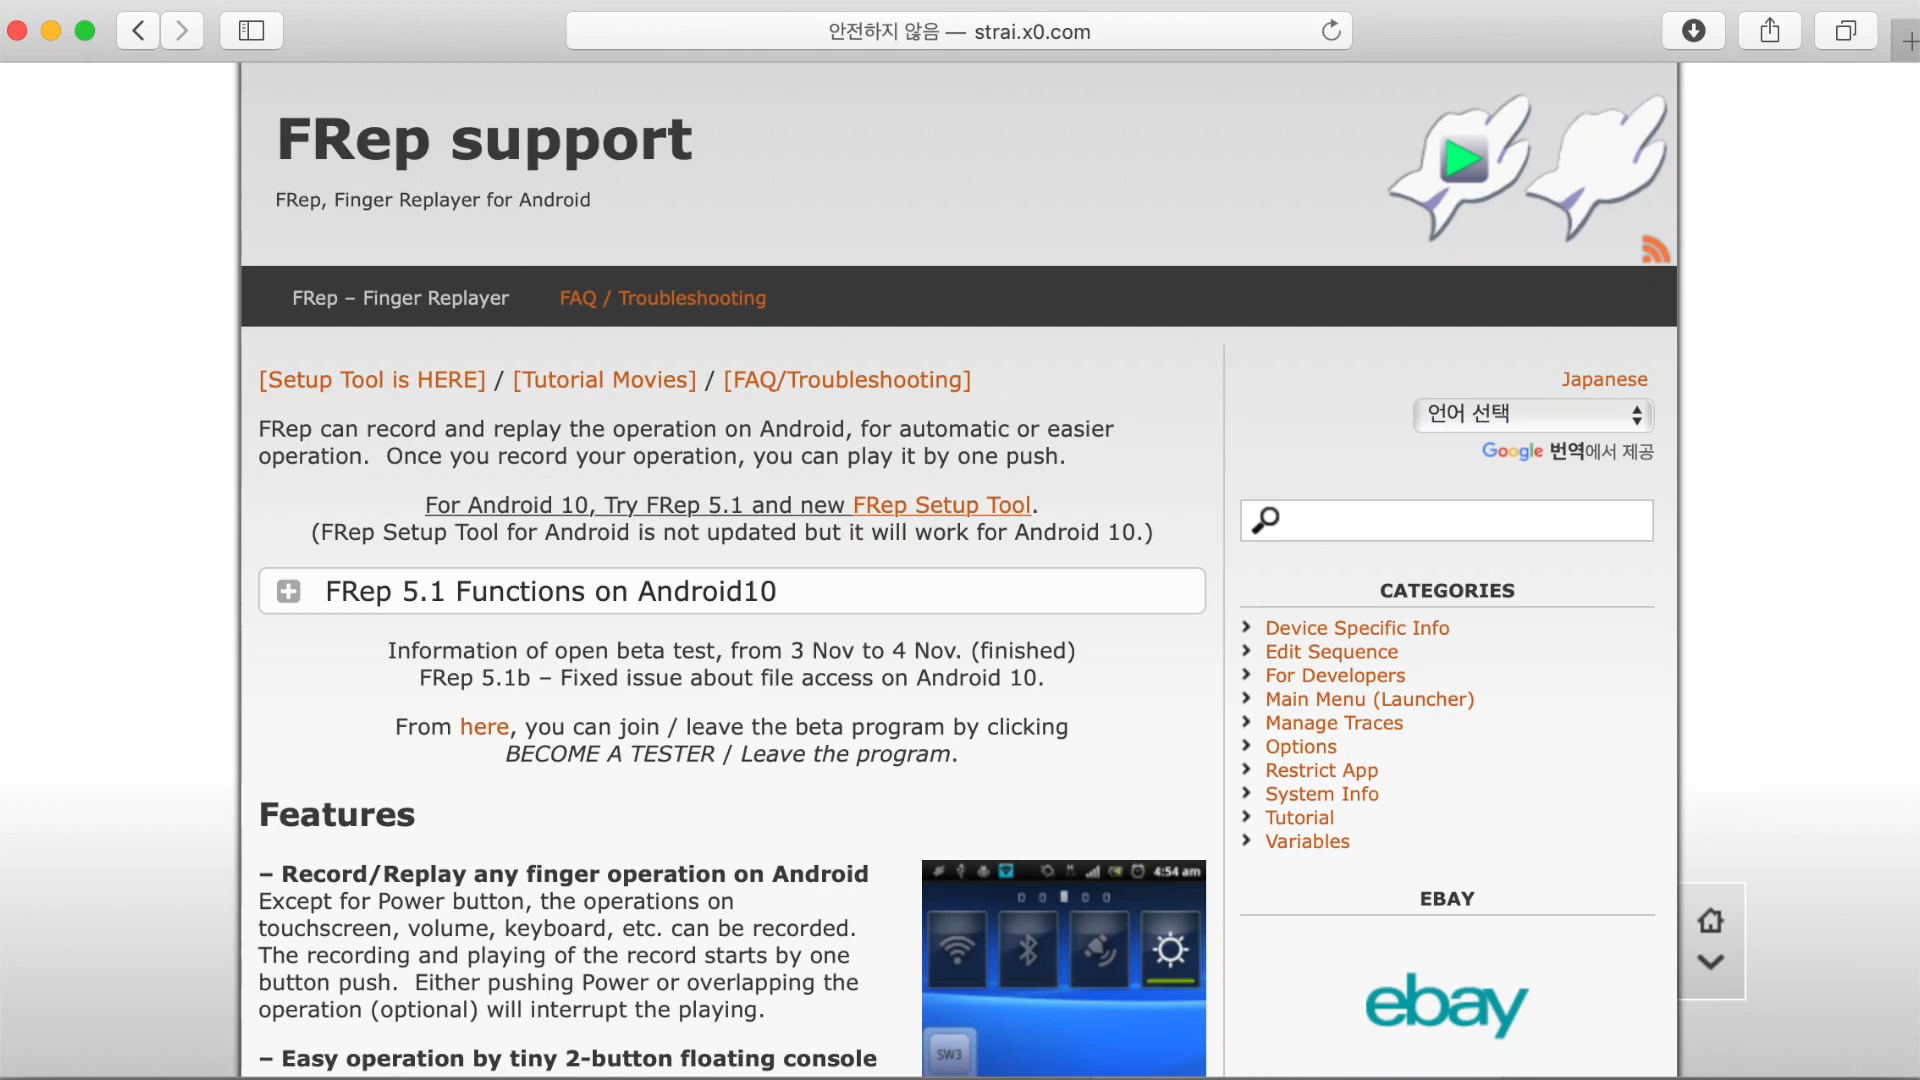 안전하지 않음 — strai.x0.com
FRep support
FRep, Finger Replayer for Android
FRep – Finger Replayer
FAQ / Troubleshooting
[Setup Tool is HERE] / [Tutorial Movies] / [FAQ/Troubleshooting]
FRep can record and replay the operation on Android, for automatic or easier
operation.  Once you record your operation, you can play it by one push.
For Android 10, Try FRep 5.1 and new FRep Setup Tool.
(FRep Setup Tool for Android is not updated but it will work for Android 10.)
FRep 5.1 Functions on Android10
Information of open beta test, from 3 Nov to 4 Nov. (finished)
FRep 5.1b – Fixed issue about file access on Android 10.
From here, you can join / leave the beta program by clicking
BECOME A TESTER / Leave the program.
Features
– Record/Replay any finger operation on Android
Except for Power button, the operations on
touchscreen, volume, keyboard, etc. can be recorded.
The recording and playing of the record starts by one
button push.  Either pushing Power or overlapping the
operation (optional) will interrupt the playing.
– Easy operation by tiny 2-button floating console
4:54 am
SW3
Japanese
언어 선택
Google 번역에서 제공
CATEGORIES
Device Specific Info
Edit Sequence
For Developers
Main Menu (Launcher)
Manage Traces
Options
Restrict App
System Info
Tutorial
Variables
EBAY
ebay